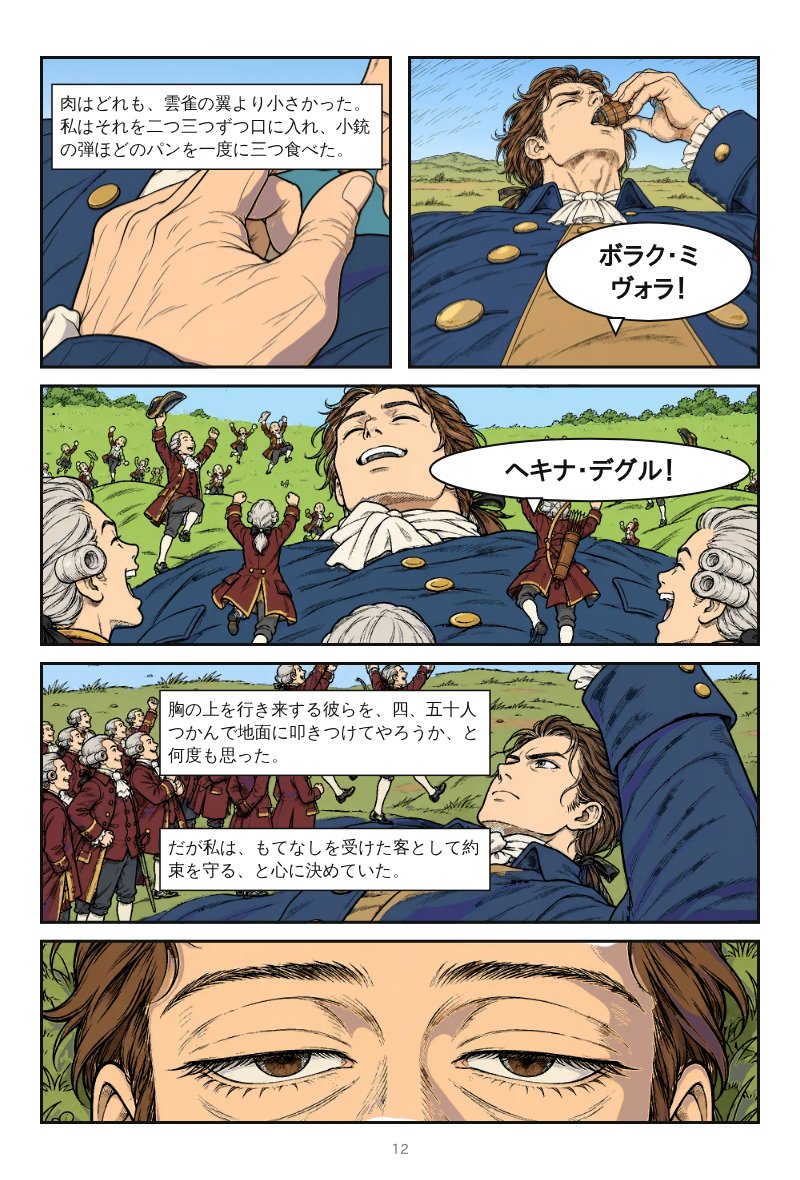 肉はどれも、雲雀の翼より小さかった。
私はそれを二つ三つずつ口に入れ、小銃
の弾ほどのパンを一度に三つ食べた。
ボラク・ミ
ヴォラ！
ヘキナ・デグル！
胸の上を行き来する彼らを、四、五十人
つかんで地面に叩きつけてやろうか、と
何度も思った。
だが私は、もてなしを受けた客として約
束を守る、と心に決めていた。
12